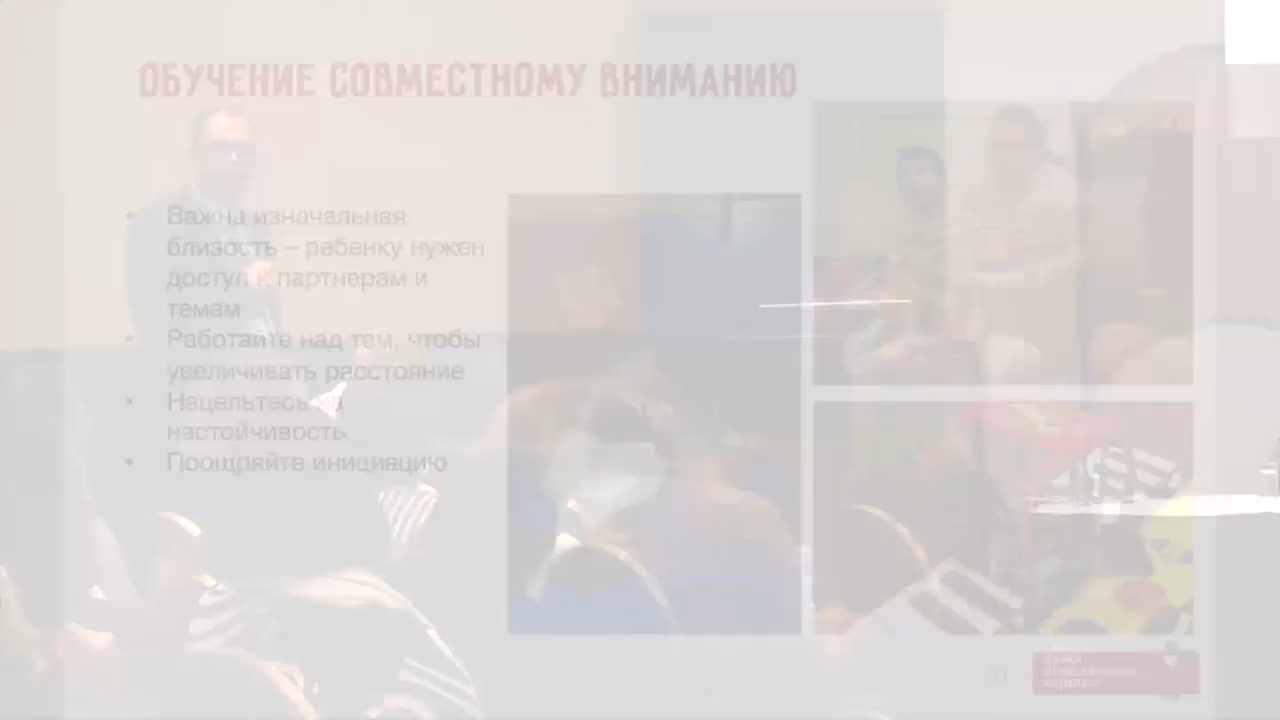 ОБУЧЕНИЕ СОВМЕСТНОМУ ВНИМАНИЮ
• Важна изначальная
близость – ребенку нужен
доступ к партнерам и
темам
• Работайте над тем, чтобы
увеличивать расстояние
• Нацельтесь на
настойчивость
• Поощряйте инициацию